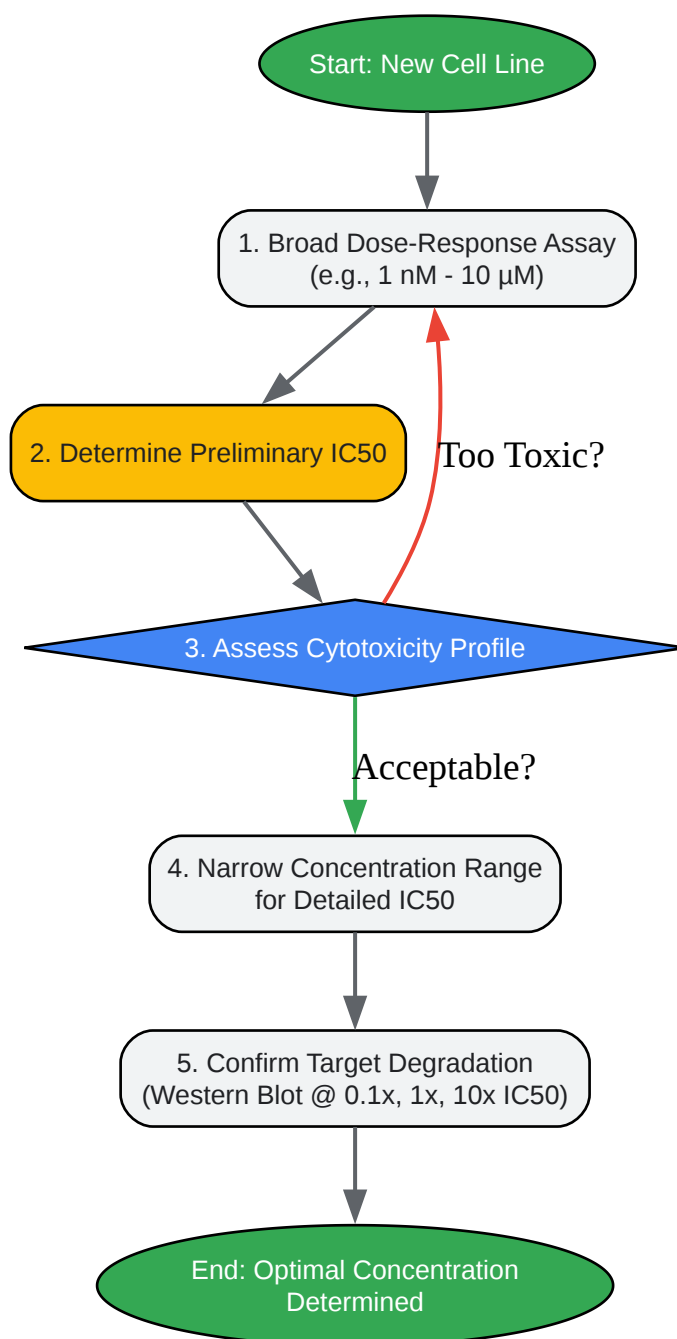 Start: New Cell Line
1. Broad Dose-Response Assay
(e.g., 1 nM - 10 µM)
2. Determine Preliminary IC50
Too Toxic?
3. Assess Cytotoxicity Profile
Acceptable?
4. Narrow Concentration Range
for Detailed IC50
5. Confirm Target Degradation
(Western Blot @ 0.1x, 1x, 10x IC50)
End: Optimal Concentration
Determined